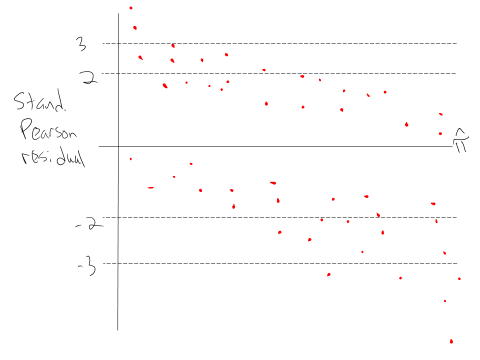 3
2
Stand.
Pearson
residual
π̂
-2
-3